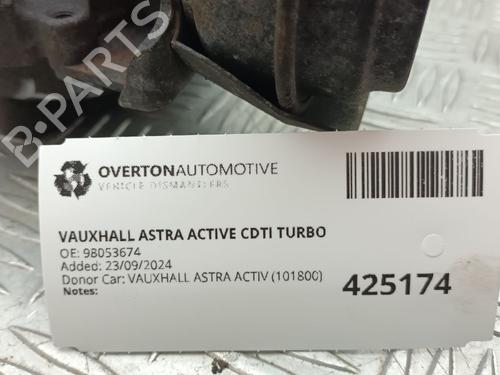 B-PARTS
OVERTONAUTOMOTIVE
VEHICLE DISMANTLERS
VAUXHALL ASTRA ACTIVE CDTI TURBO
OE: 98053674
Added: 23/09/2024
Donor Car: VAUXHALL ASTRA ACTIV (101800)
Notes:
425174